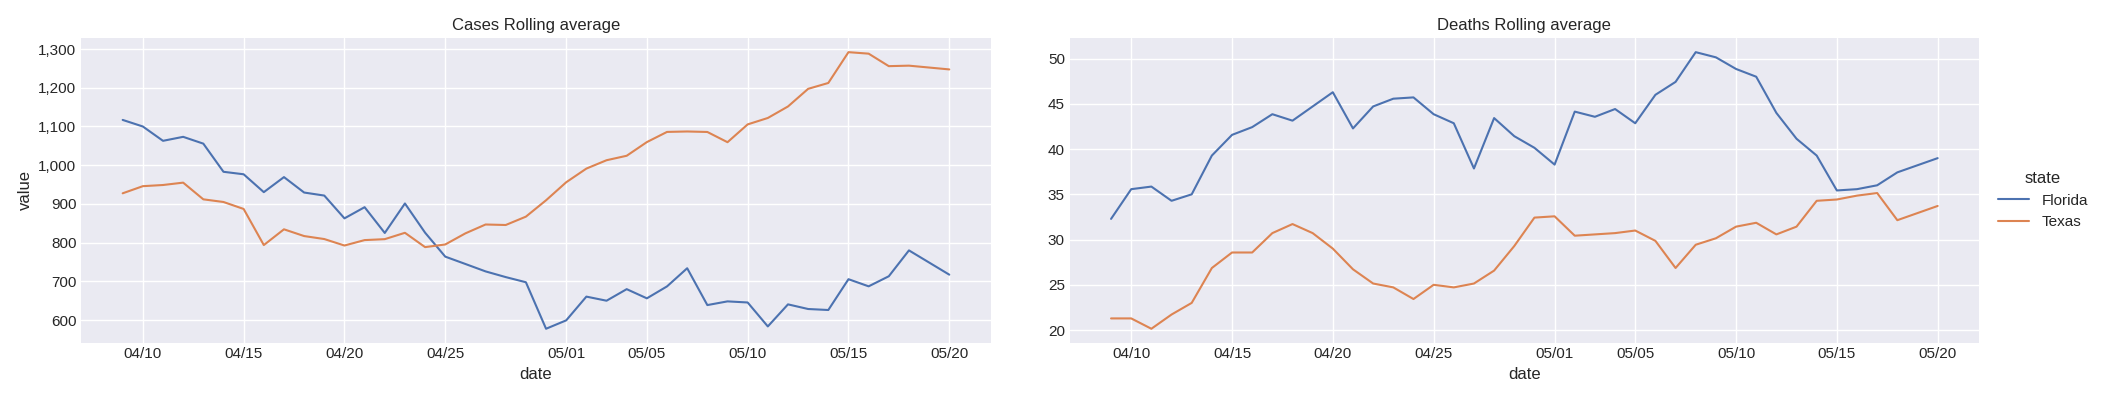 Cases Rolling average
1,300
1,200
1,100
1,000
900
800
700
600
value
04/10 04/15 04/20 04/25 05/01 05/05 05/10 05/15 05/20
date
Deaths Rolling average
50
45
40
35
30
25
20
04/10 04/15 04/20 04/25 05/01 05/05 05/10 05/15 05/20
date
state
Florida
Texas